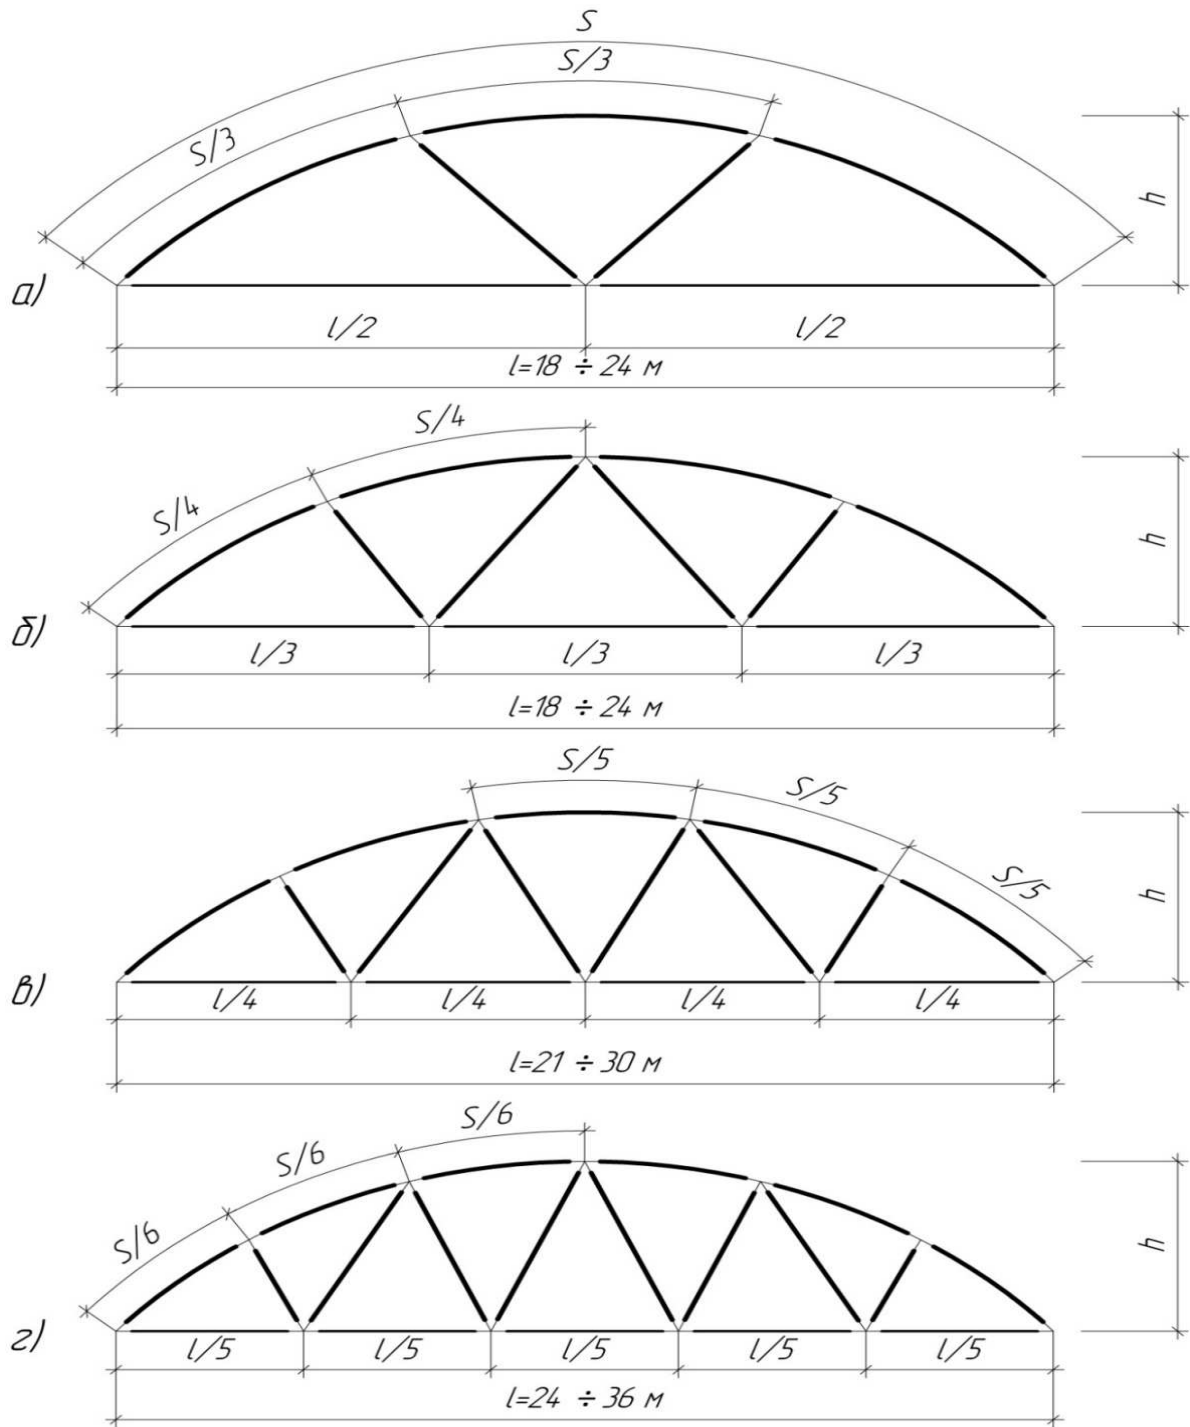 S
S/3
S/3
h
а)
l/2
l/2
l=18 ÷ 24 м
S/4
S/4
h
б)
l/3
l/3
l/3
l=18 ÷ 24 м
S/5
S/5
S/5
h
в)
l/4
l/4
l/4
l/4
l=21 ÷ 30 м
S/6
S/6
S/6
h
г)
l/5
l/5
l/5
l/5
l/5
l=24 ÷ 36 м